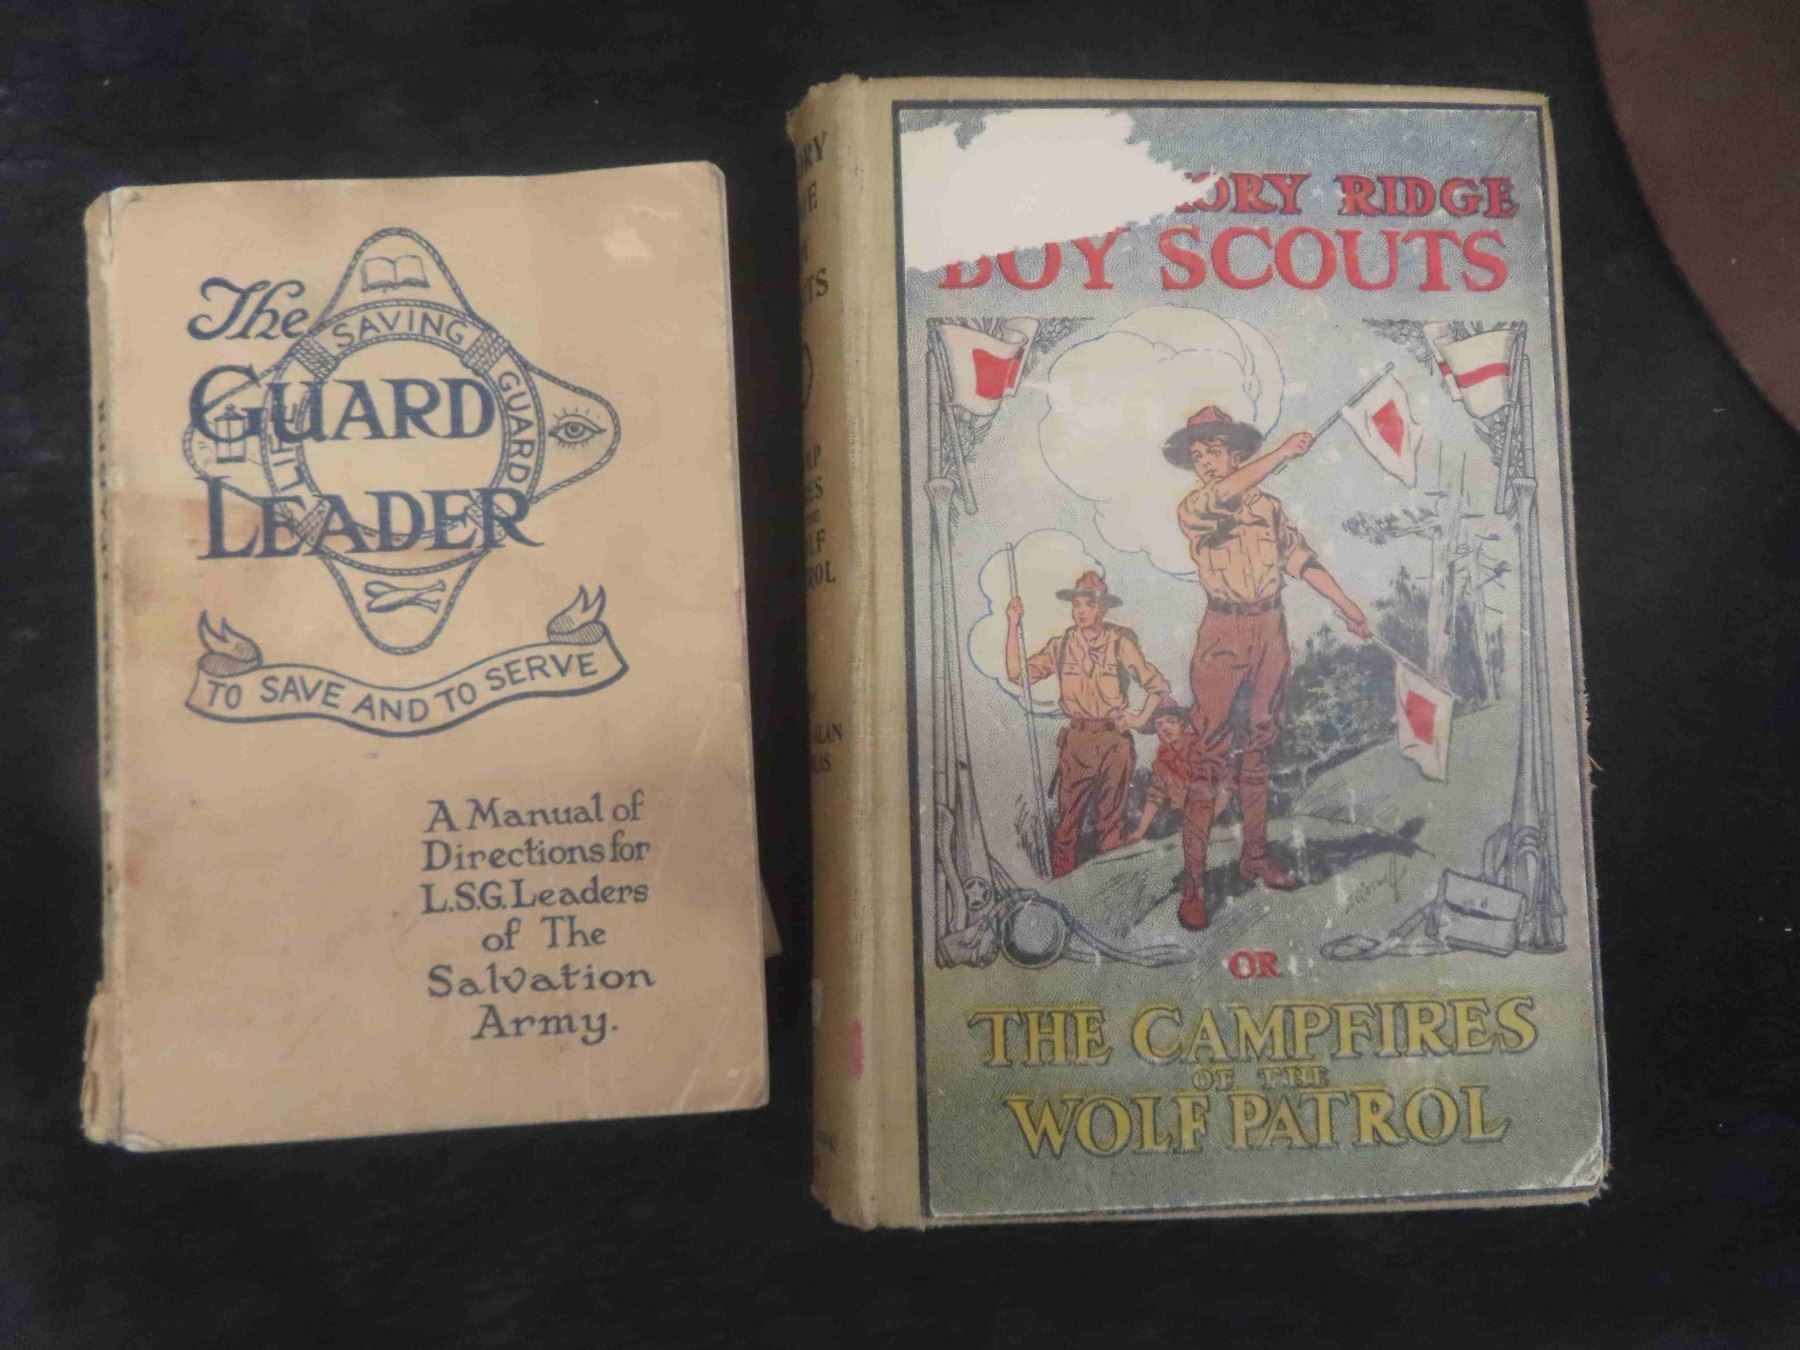 The
GUARD
LEADER
LIFE SAVING GUARD
TO SAVE AND TO SERVE
A Manual of
Directions for
L.S.G. Leaders
of The
Salvation
Army.
RIDGE
BOY SCOUTS
OR
THE CAMPFIRES
OF THE
WOLF PATROL